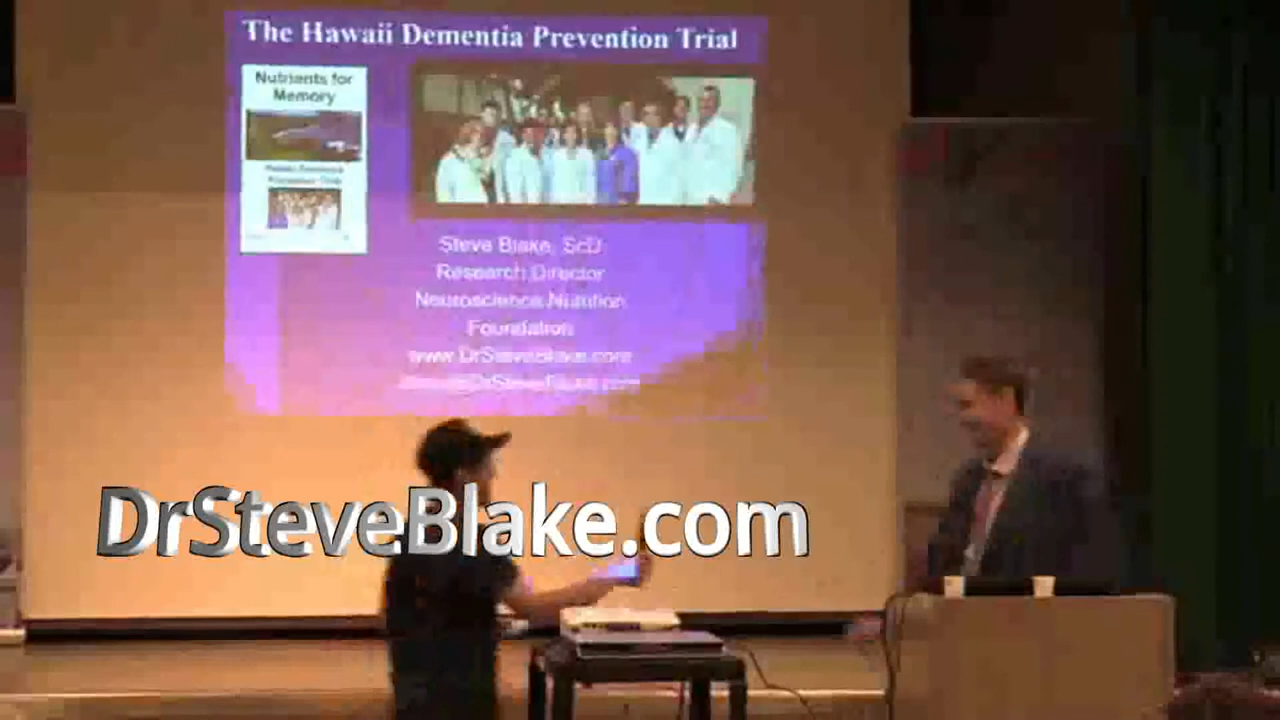 The Hawaii Dementia Prevention Trial
Nutrients for
Memory
Steve Blake, ScD
Research Director
Neuroscience Nutrition
Foundation
www.DrSteveBlake.com
DrSteveBlake.com